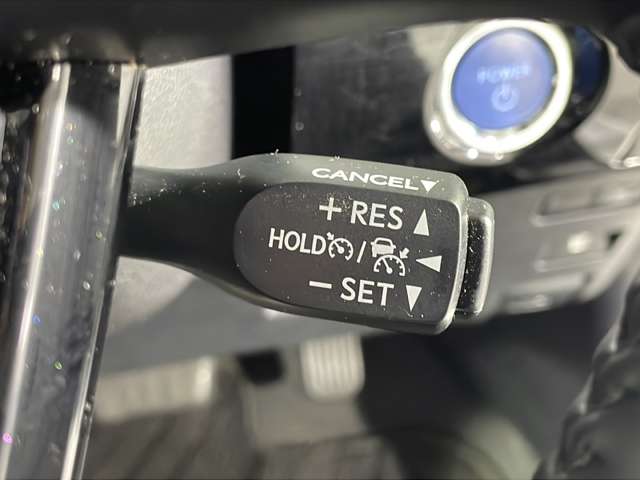 POWER
CANCEL▼
+ RES ▲
HOLD / ◀
− SET ▼